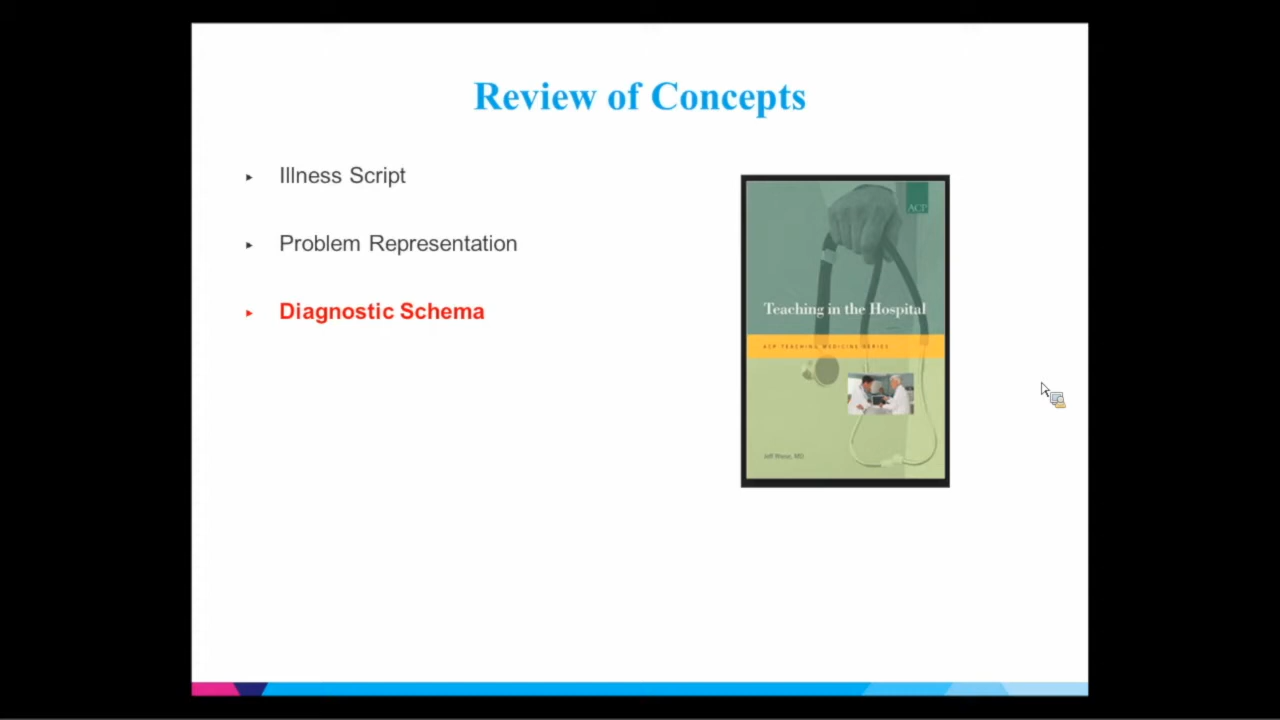 Review of Concepts
Illness Script
Problem Representation
Diagnostic Schema
ACP
Teaching in the Hospital
ACP TEACHING MEDICINE SERIES
Jeff Wiese, MD